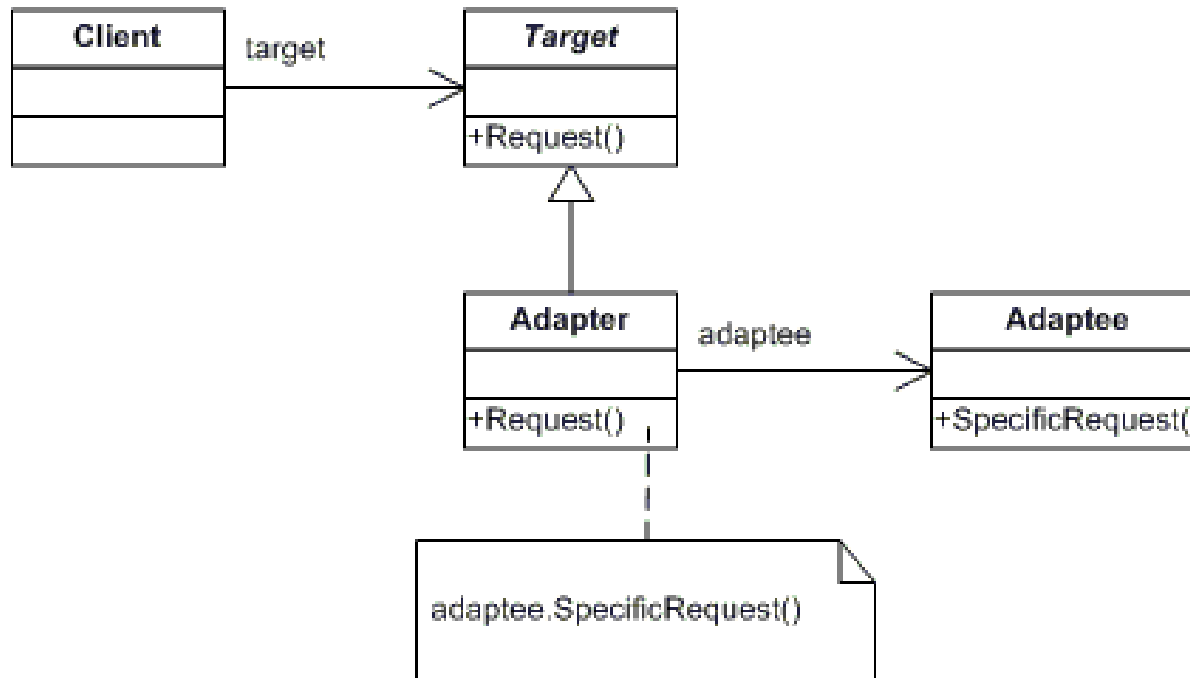 Client
target
Target
+Request()
Adapter
adaptee
Adaptee
+Request()
+SpecificRequest(
adaptee.SpecificRequest()